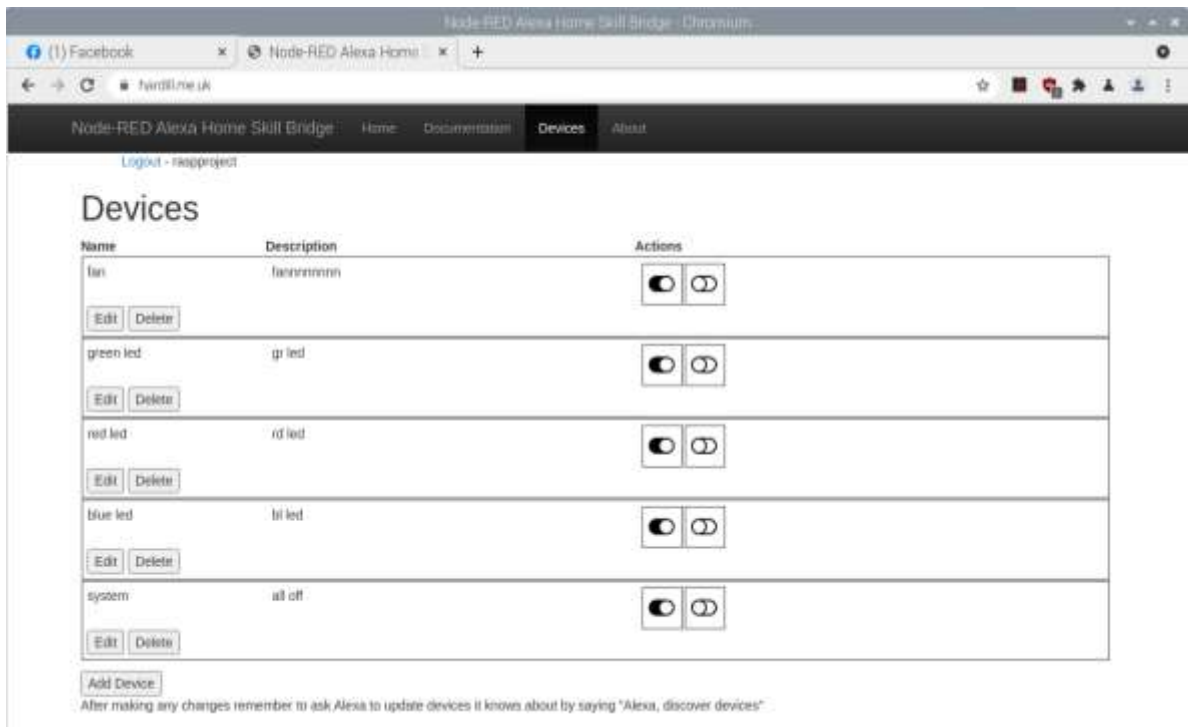 Node-RED Alexa Home Skill Bridge - Chromium
(1) Facebook
Node-RED Alexa Home
hardill.me.uk
Node-RED Alexa Home Skill Bridge Home Documentation Devices About
Logout - raspproject
Devices
Name Description Actions
fan
Edit Delete
green led gr led
Edit Delete
red led rd led
Edit Delete
blue led bl led
Edit Delete
system all off
Edit Delete
Add Device
After making any changes remember to ask Alexa to update devices it knows about by saying "Alexa, discover devices"